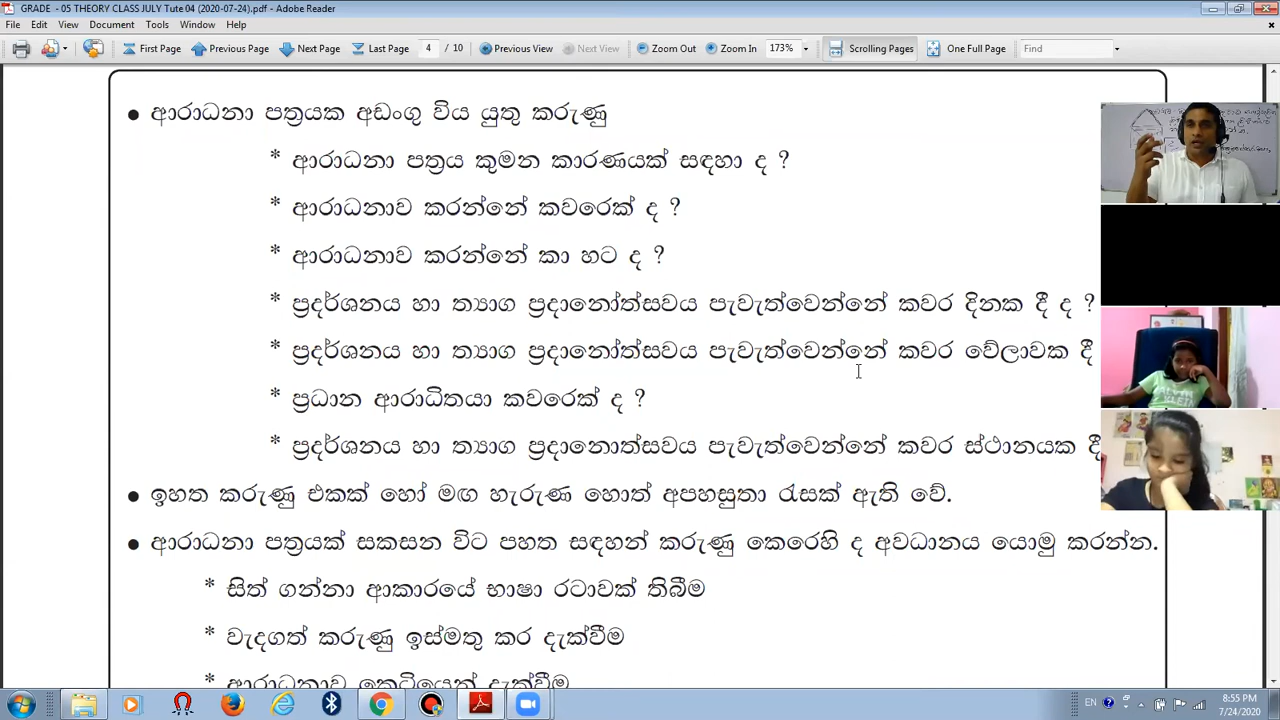 GRADE - 05 THEORY CLASS JULY Tute 04 (2020-07-24).pdf - Adobe Reader
File Edit View Document Tools Window Help
First Page Previous Page Next Page Last Page 4 / 10 Previous View Next View Zoom Out Zoom In 173% Scrolling Pages One Full Page Find
● ආරාධනා පත්‍රයක අඩංගු විය යුතු කරුණු
* ආරාධනා පත්‍රය කුමන කාරණයක් සඳහා ද ?
* ආරාධනාව කරන්නේ කවරෙක් ද ?
* ආරාධනාව කරන්නේ කා හට ද ?
* ප්‍රදර්ශනය හා ත්‍යාග ප්‍රදානෝත්සවය පැවැත්වෙන්නේ කවර දිනක දී ද ?
* ප්‍රදර්ශනය හා ත්‍යාග ප්‍රදානෝත්සවය පැවැත්වෙන්නේ කවර වේලාවක දී
* ප්‍රධාන ආරාධිතයා කවරෙක් ද ?
* ප්‍රදර්ශනය හා ත්‍යාග ප්‍රදානොත්සවය පැවැත්වෙන්නේ කවර ස්ථානයක දී
● ඉහත කරුණු එකක් හෝ මඟ හැරුණ හොත් අපහසුතා රැසක් ඇති වේ.
● ආරාධනා පත්‍රයක් සකසන විට පහත සඳහන් කරුණු කෙරෙහි ද අවධානය යොමු කරන්න.
* සිත් ගන්නා ආකාරයේ භාෂා රටාවක් තිබීම
* වැදගත් කරුණු ඉස්මතු කර දැක්වීම
* ආරාධනාව කෙටියෙන් දැක්වීම
EN 8:55 PM
7/24/2020